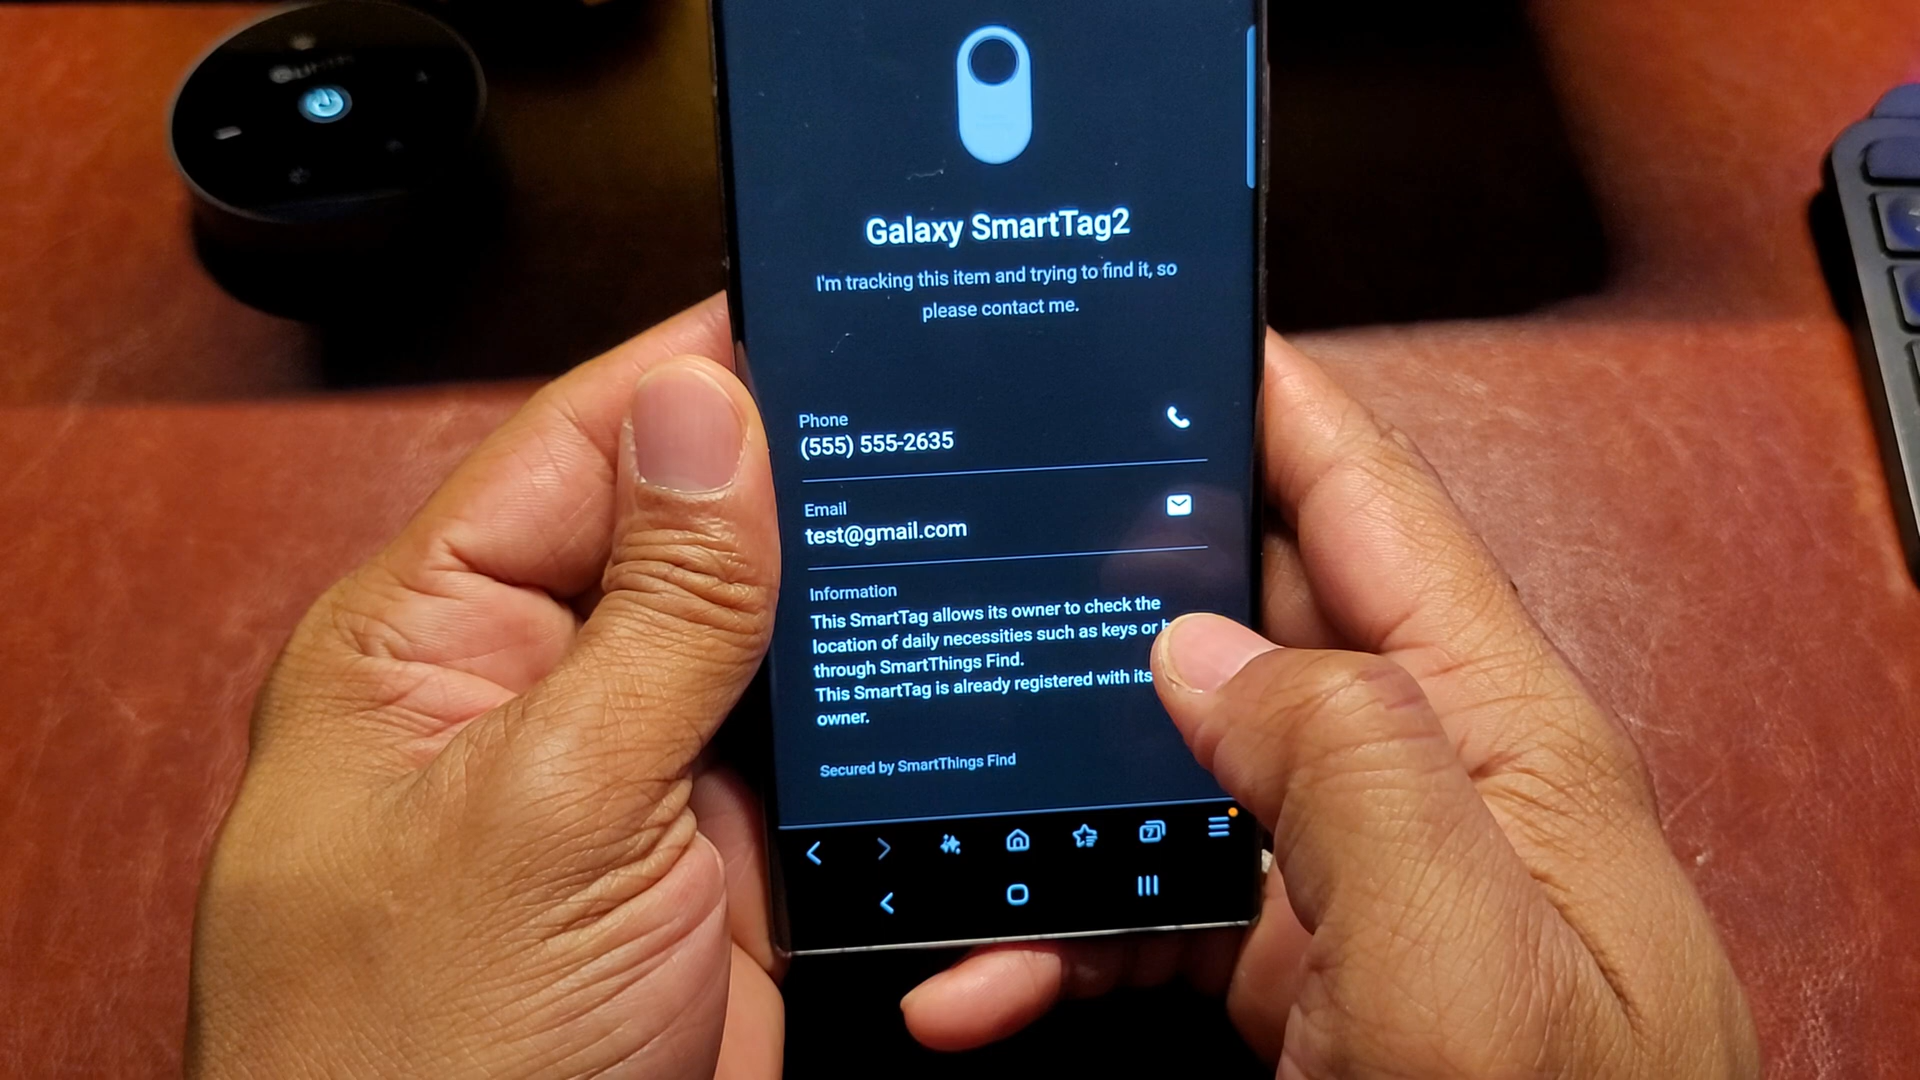 Galaxy SmartTag2
I'm tracking this item and trying to find it, so
please contact me.
Phone
(555) 555-2635
Email
test@gmail.com
Information
This SmartTag allows its owner to check the
location of daily necessities such as keys or
through SmartThings Find.
This SmartTag is already registered with its
owner.
Secured by SmartThings Find
7